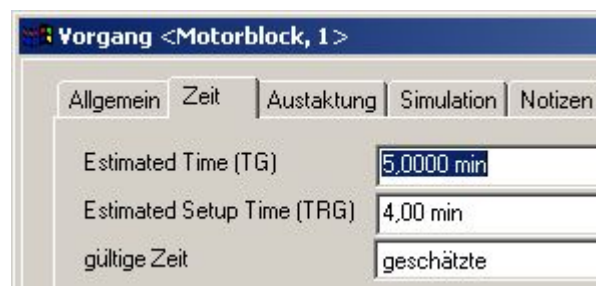 Vorgang <Motorblock, 1>
Allgemein Zeit Austaktung Simulation Notizen
Estimated Time (TG) 5,0000 min
Estimated Setup Time (TRG) 4,00 min
gültige Zeit geschätzte